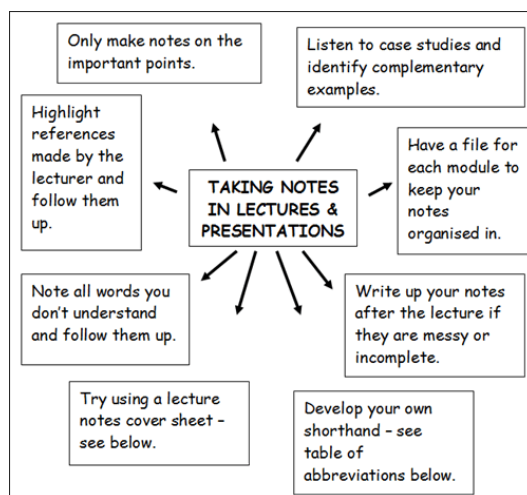 Only make notes on the
important points.
Listen to case studies and
identify complementary
examples.
Highlight
references
made by the
lecturer and
follow them
up.
TAKING NOTES
IN LECTURES &
PRESENTATIONS
Have a file for
each module to
keep your
notes
organised in.
Note all words you
don't understand
and follow them up.
Write up your notes
after the lecture if
they are messy or
incomplete.
Try using a lecture
notes cover sheet –
see below.
Develop your own
shorthand – see
table of
abbreviations below.